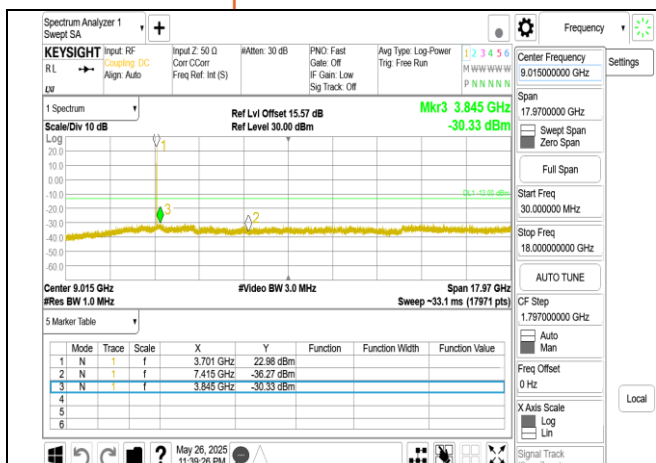 Spectrum Analyzer 1
Swept SA
Frequency
KEYSIGHT
RL
LXI
Input: RF
Coupling: DC
Align: Auto
Input Z: 50 Ω
Corr CCorr
Freq Ref: Int (S)
#Atten: 30 dB
PNO: Fast
Gate: Off
IF Gain: Low
Sig Track: Off
Avg Type: Log-Power
Trig: Free Run
1 2 3 4 5 6
M W W W W W
P N N N N N
1 Spectrum
Scale/Div 10 dB
Ref Lvl Offset 15.57 dB
Ref Level 30.00 dBm
Mkr3 3.845 GHz
-30.33 dBm
Log
20.0
10.0
0.00
-10.0
-20.0
-30.0
-40.0
-50.0
-60.0
1
2
3
DL1 -13.00 dBm
Center 9.015 GHz
#Res BW 1.0 MHz
#Video BW 3.0 MHz
Span 17.97 GHz
Sweep ~33.1 ms (17971 pts)
5 Marker Table
Mode Trace Scale X Y Function Function Width Function Value
1 N 1 f 3.701 GHz 22.98 dBm
2 N 1 f 7.415 GHz -36.27 dBm
3 N 1 f 3.845 GHz -30.33 dBm
4
5
6
?
May 26, 2025
11:39:26 PM
Center Frequency
9.015000000 GHz
Settings
Span
17.9700000 GHz
Swept Span
Zero Span
Full Span
Start Freq
30.000000 MHz
Stop Freq
18.000000000 GHz
AUTO TUNE
CF Step
1.797000000 GHz
Auto
Man
Freq Offset
0 Hz
X Axis Scale
Log
Lin
Local
Signal Track